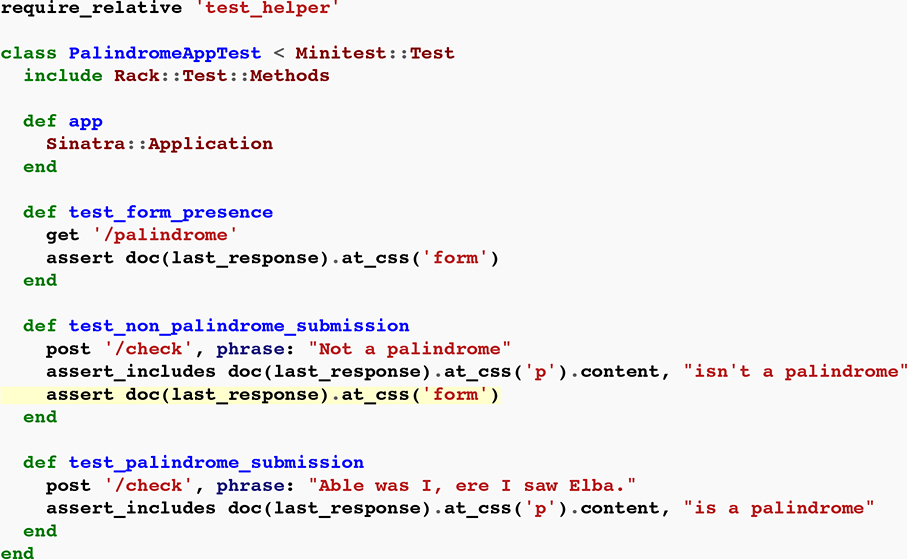 require_relative 'test_helper'
class PalindromeAppTest < Minitest::Test
  include Rack::Test::Methods
  def app
    Sinatra::Application
  end
  def test_form_presence
    get '/palindrome'
    assert doc(last_response).at_css('form')
  end
  def test_non_palindrome_submission
    post '/check', phrase: "Not a palindrome"
    assert_includes doc(last_response).at_css('p').content, "isn't a palindrome"
    assert doc(last_response).at_css('form')
  end
  def test_palindrome_submission
    post '/check', phrase: "Able was I, ere I saw Elba."
    assert_includes doc(last_response).at_css('p').content, "is a palindrome"
  end
end